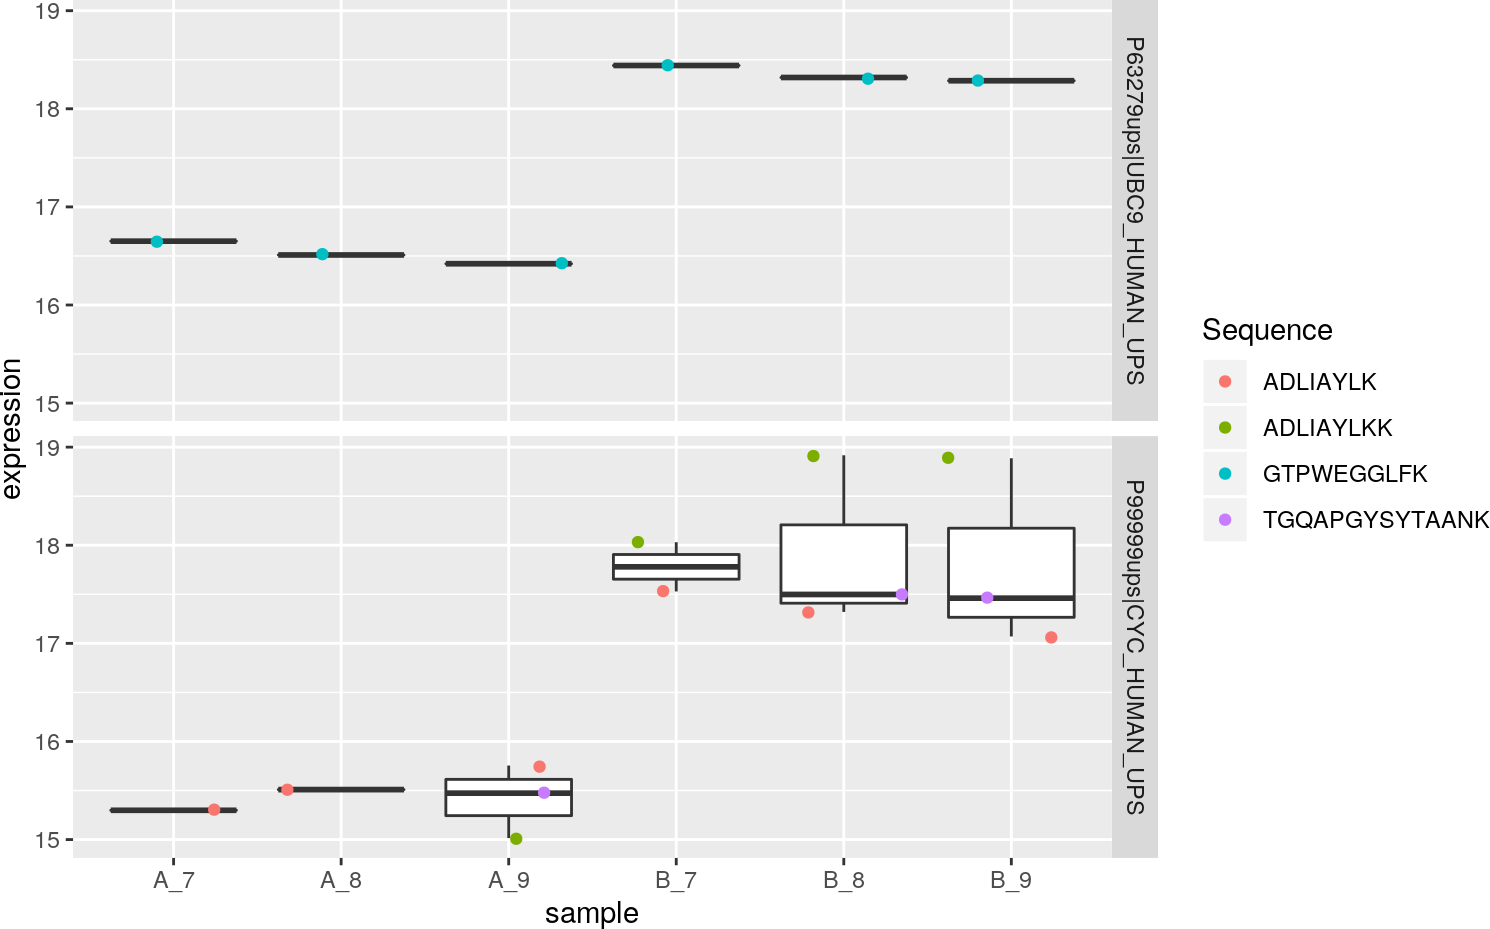 19
18
17
16
15
P63279ups|UBC9_HUMAN_UPS
19
18
17
16
15
P99999ups|CYC_HUMAN_UPS
expression
A_7 A_8 A_9 B_7 B_8 B_9
sample
Sequence
ADLIAYLK
ADLIAYLKK
GTPWEGGLFK
TGQAPGYSYTAANK